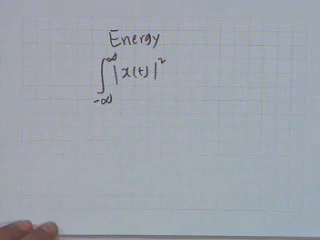 Energy
∫_{-∞}^{∞} |x(t)|²